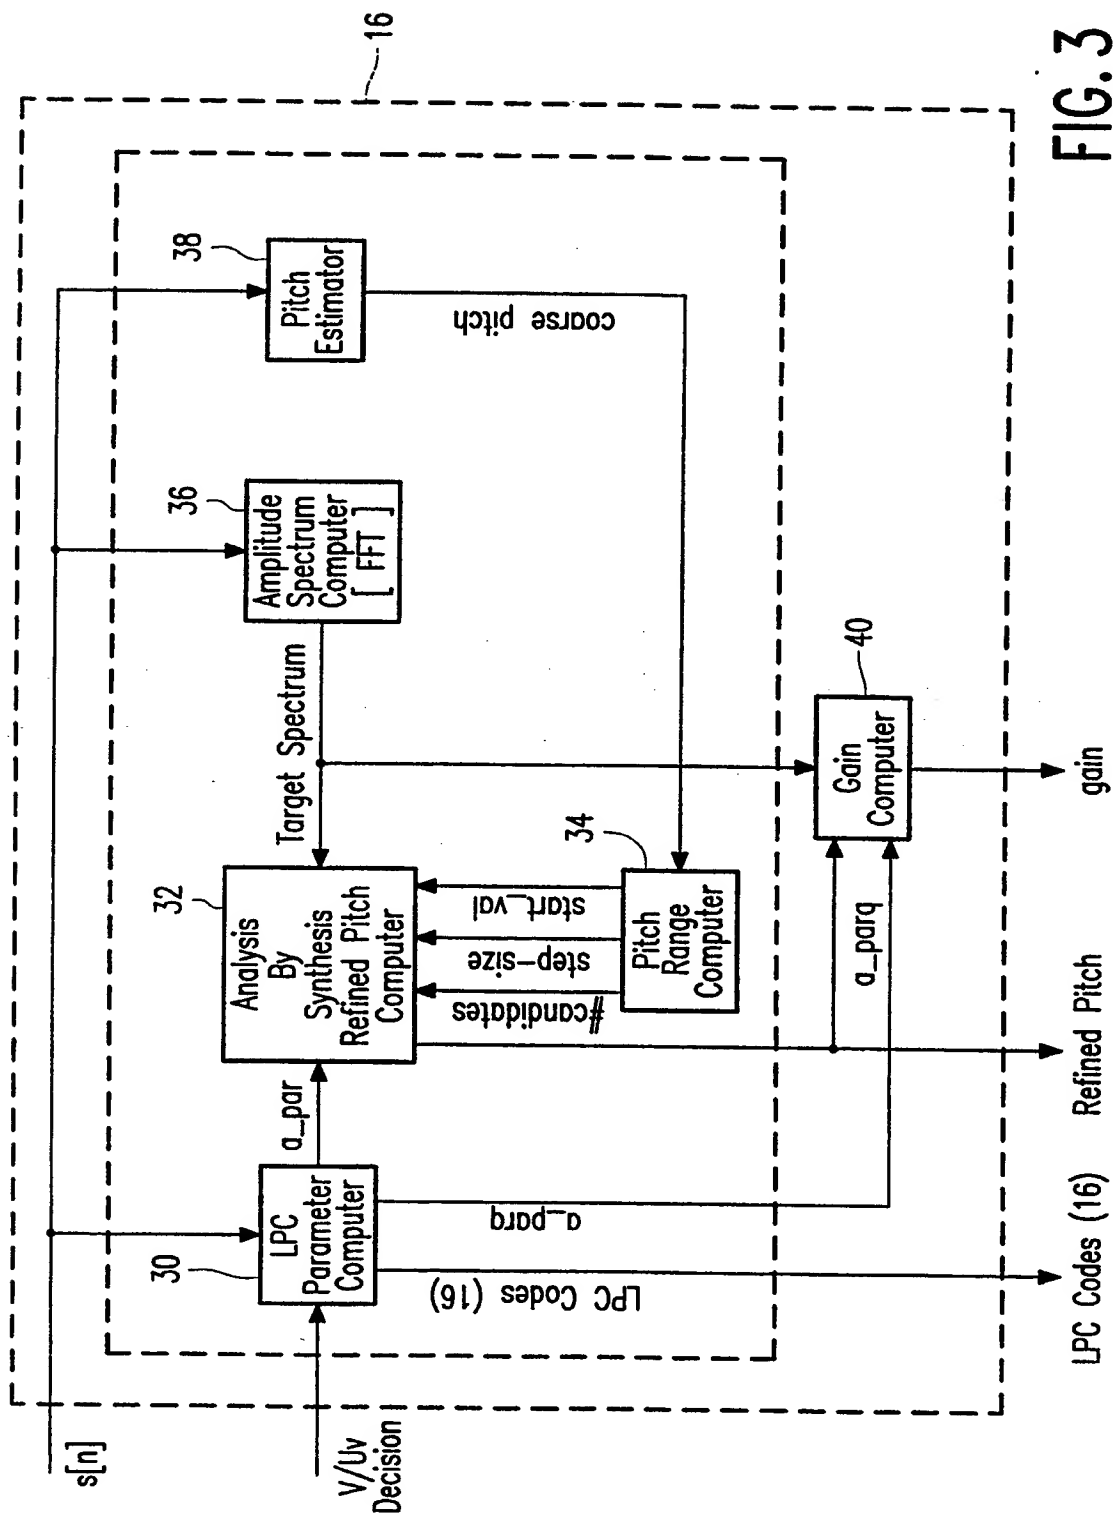 16
s[n]
V/Uv
Decision
30
LPC
Parameter
Computer
a_par
32
Analysis
By
Synthesis
Refined Pitch
Computer
Target Spectrum
36
Amplitude
Spectrum
Computer
[ FFT ]
38
Pitch
Estimator
coarse pitch
#candidates
step-size
start_val
34
Pitch
Range
Computer
LPC Codes (16)
a_parq
a_parq
40
Gain
Computer
LPC Codes (16)
Refined Pitch
gain
FIG. 3